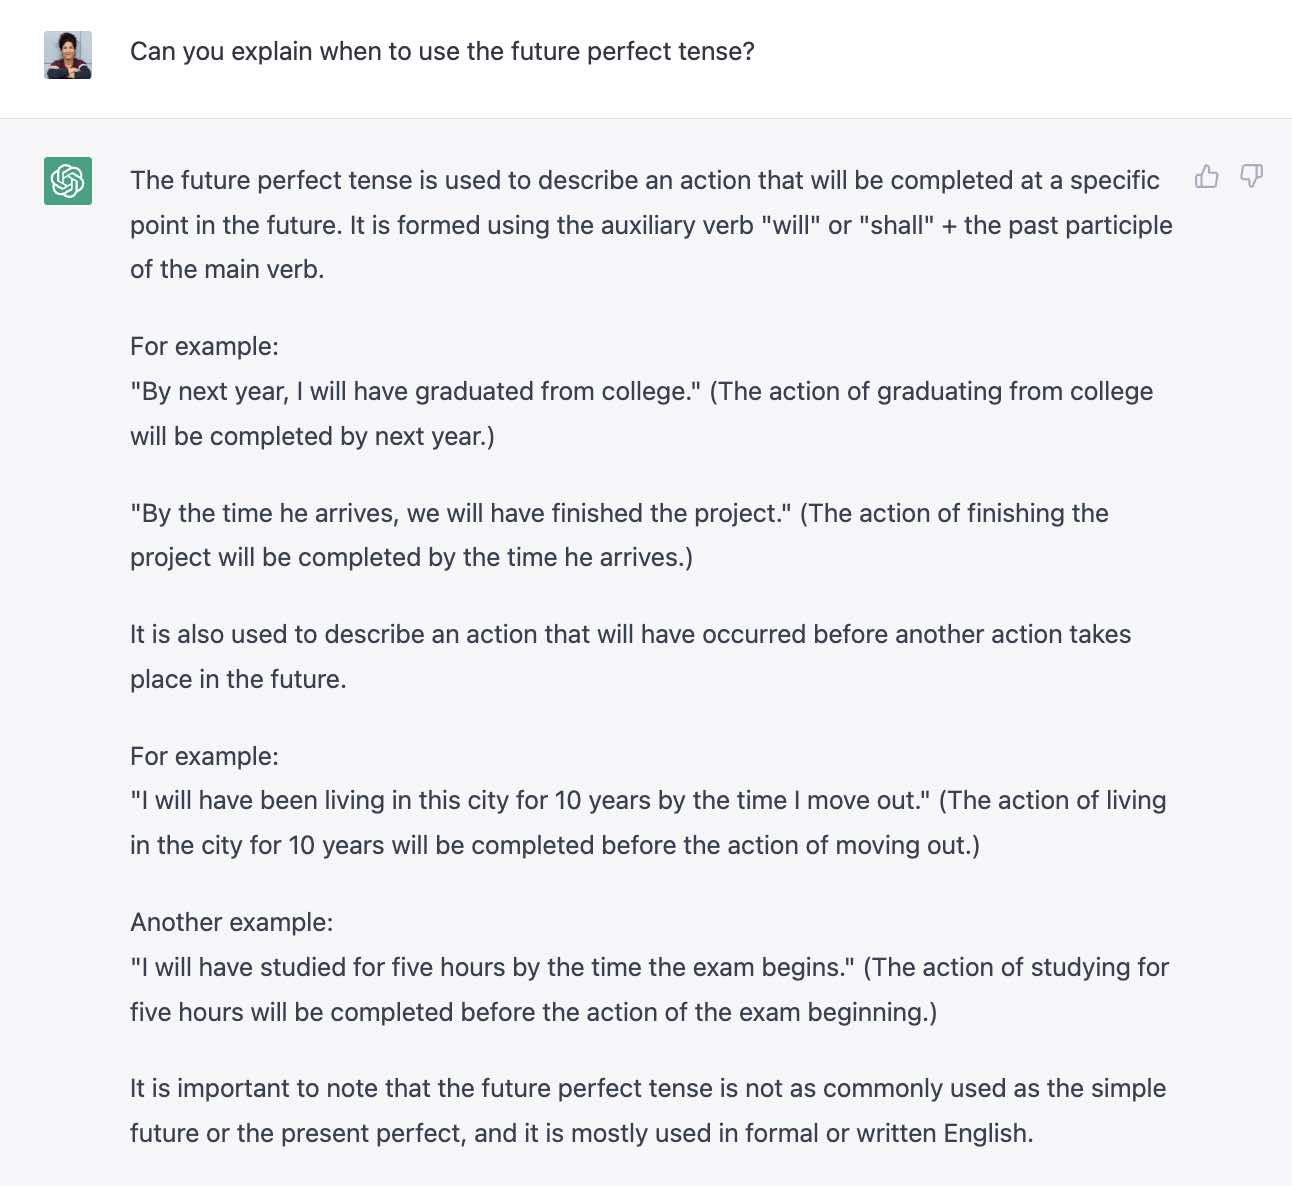 Can you explain when to use the future perfect tense?
The future perfect tense is used to describe an action that will be completed at a specific
point in the future. It is formed using the auxiliary verb "will" or "shall" + the past participle
of the main verb.
For example:
"By next year, I will have graduated from college." (The action of graduating from college
will be completed by next year.)
"By the time he arrives, we will have finished the project." (The action of finishing the
project will be completed by the time he arrives.)
It is also used to describe an action that will have occurred before another action takes
place in the future.
For example:
"I will have been living in this city for 10 years by the time I move out." (The action of living
in the city for 10 years will be completed before the action of moving out.)
Another example:
"I will have studied for five hours by the time the exam begins." (The action of studying for
five hours will be completed before the action of the exam beginning.)
It is important to note that the future perfect tense is not as commonly used as the simple
future or the present perfect, and it is mostly used in formal or written English.